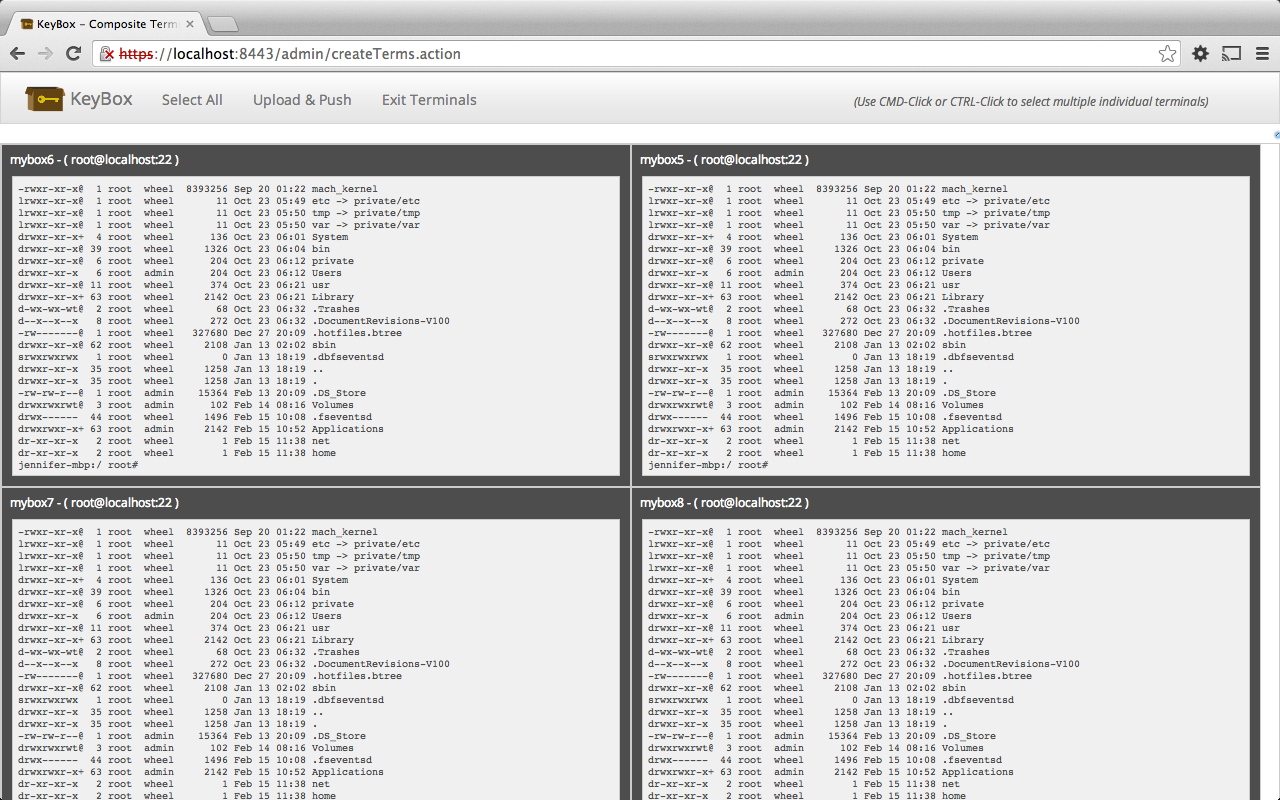 KeyBox - Composite Term
https://localhost:8443/admin/createTerms.action
KeyBox Select All Upload & Push Exit Terminals (Use CMD-Click or CTRL-Click to select multiple individual terminals)
mybox6 - ( root@localhost:22 )
-rwxr-xr-x@ 1 root wheel 8393256 Sep 20 01:22 mach_kernel
lrwxr-xr-x@ 1 root wheel 11 Oct 23 05:49 etc -> private/etc
lrwxr-xr-x@ 1 root wheel 11 Oct 23 05:50 tmp -> private/tmp
lrwxr-xr-x@ 1 root wheel 11 Oct 23 05:50 var -> private/var
drwxr-xr-x+ 4 root wheel 136 Oct 23 06:01 System
drwxr-xr-x@ 39 root wheel 1326 Oct 23 06:04 bin
drwxr-xr-x@ 6 root wheel 204 Oct 23 06:12 private
drwxr-xr-x 6 root admin 204 Oct 23 06:12 Users
drwxr-xr-x@ 11 root wheel 374 Oct 23 06:21 usr
drwxr-xr-x+ 63 root wheel 2142 Oct 23 06:21 Library
d-wx-wx-wt@ 2 root wheel 68 Oct 23 06:32 .Trashes
d--x--x--x 8 root wheel 272 Oct 23 06:32 .DocumentRevisions-V100
-rw-------@ 1 root wheel 327680 Dec 27 20:09 .hotfiles.btree
drwxr-xr-x@ 62 root wheel 2108 Jan 13 02:02 sbin
srwxrwxrwx 1 root wheel 0 Jan 13 18:19 .dbfseventsd
drwxr-xr-x 35 root wheel 1258 Jan 13 18:19 ..
drwxr-xr-x 35 root wheel 1258 Jan 13 18:19 .
-rw-rw-r--@ 1 root admin 15364 Feb 13 20:09 .DS_Store
drwxrwxrwt@ 3 root admin 102 Feb 14 08:16 Volumes
drwx------ 44 root wheel 1496 Feb 15 10:08 .fseventsd
drwxrwxr-x+ 63 root admin 2142 Feb 15 10:52 Applications
dr-xr-xr-x 2 root wheel 1 Feb 15 11:38 net
dr-xr-xr-x 2 root wheel 1 Feb 15 11:38 home
jennifer-mbp:/ root#
mybox5 - ( root@localhost:22 )
-rwxr-xr-x@ 1 root wheel 8393256 Sep 20 01:22 mach_kernel
lrwxr-xr-x@ 1 root wheel 11 Oct 23 05:49 etc -> private/etc
lrwxr-xr-x@ 1 root wheel 11 Oct 23 05:50 tmp -> private/tmp
lrwxr-xr-x@ 1 root wheel 11 Oct 23 05:50 var -> private/var
drwxr-xr-x+ 4 root wheel 136 Oct 23 06:01 System
drwxr-xr-x@ 39 root wheel 1326 Oct 23 06:04 bin
drwxr-xr-x@ 6 root wheel 204 Oct 23 06:12 private
drwxr-xr-x 6 root admin 204 Oct 23 06:12 Users
drwxr-xr-x@ 11 root wheel 374 Oct 23 06:21 usr
drwxr-xr-x+ 63 root wheel 2142 Oct 23 06:21 Library
d-wx-wx-wt@ 2 root wheel 68 Oct 23 06:32 .Trashes
d--x--x--x 8 root wheel 272 Oct 23 06:32 .DocumentRevisions-V100
-rw-------@ 1 root wheel 327680 Dec 27 20:09 .hotfiles.btree
drwxr-xr-x@ 62 root wheel 2108 Jan 13 02:02 sbin
srwxrwxrwx 1 root wheel 0 Jan 13 18:19 .dbfseventsd
drwxr-xr-x 35 root wheel 1258 Jan 13 18:19 ..
drwxr-xr-x 35 root wheel 1258 Jan 13 18:19 .
-rw-rw-r--@ 1 root admin 15364 Feb 13 20:09 .DS_Store
drwxrwxrwt@ 3 root admin 102 Feb 14 08:16 Volumes
drwx------ 44 root wheel 1496 Feb 15 10:08 .fseventsd
drwxrwxr-x+ 63 root admin 2142 Feb 15 10:52 Applications
dr-xr-xr-x 2 root wheel 1 Feb 15 11:38 net
dr-xr-xr-x 2 root wheel 1 Feb 15 11:38 home
jennifer-mbp:/ root#
mybox7 - ( root@localhost:22 )
-rwxr-xr-x@ 1 root wheel 8393256 Sep 20 01:22 mach_kernel
lrwxr-xr-x@ 1 root wheel 11 Oct 23 05:49 etc -> private/etc
lrwxr-xr-x@ 1 root wheel 11 Oct 23 05:50 tmp -> private/tmp
lrwxr-xr-x@ 1 root wheel 11 Oct 23 05:50 var -> private/var
drwxr-xr-x+ 4 root wheel 136 Oct 23 06:01 System
drwxr-xr-x@ 39 root wheel 1326 Oct 23 06:04 bin
drwxr-xr-x@ 6 root wheel 204 Oct 23 06:12 private
drwxr-xr-x 6 root admin 204 Oct 23 06:12 Users
drwxr-xr-x@ 11 root wheel 374 Oct 23 06:21 usr
drwxr-xr-x+ 63 root wheel 2142 Oct 23 06:21 Library
d-wx-wx-wt@ 2 root wheel 68 Oct 23 06:32 .Trashes
d--x--x--x 8 root wheel 272 Oct 23 06:32 .DocumentRevisions-V100
-rw-------@ 1 root wheel 327680 Dec 27 20:09 .hotfiles.btree
drwxr-xr-x@ 62 root wheel 2108 Jan 13 02:02 sbin
srwxrwxrwx 1 root wheel 0 Jan 13 18:19 .dbfseventsd
drwxr-xr-x 35 root wheel 1258 Jan 13 18:19 ..
drwxr-xr-x 35 root wheel 1258 Jan 13 18:19 .
-rw-rw-r--@ 1 root admin 15364 Feb 13 20:09 .DS_Store
drwxrwxrwt@ 3 root admin 102 Feb 14 08:16 Volumes
drwx------ 44 root wheel 1496 Feb 15 10:08 .fseventsd
drwxrwxr-x+ 63 root admin 2142 Feb 15 10:52 Applications
dr-xr-xr-x 2 root wheel 1 Feb 15 11:38 net
dr-xr-xr-x 2 root wheel 1 Feb 15 11:38 home
mybox8 - ( root@localhost:22 )
-rwxr-xr-x@ 1 root wheel 8393256 Sep 20 01:22 mach_kernel
lrwxr-xr-x@ 1 root wheel 11 Oct 23 05:49 etc -> private/etc
lrwxr-xr-x@ 1 root wheel 11 Oct 23 05:50 tmp -> private/tmp
lrwxr-xr-x@ 1 root wheel 11 Oct 23 05:50 var -> private/var
drwxr-xr-x+ 4 root wheel 136 Oct 23 06:01 System
drwxr-xr-x@ 39 root wheel 1326 Oct 23 06:04 bin
drwxr-xr-x@ 6 root wheel 204 Oct 23 06:12 private
drwxr-xr-x 6 root admin 204 Oct 23 06:12 Users
drwxr-xr-x@ 11 root wheel 374 Oct 23 06:21 usr
drwxr-xr-x+ 63 root wheel 2142 Oct 23 06:21 Library
d-wx-wx-wt@ 2 root wheel 68 Oct 23 06:32 .Trashes
d--x--x--x 8 root wheel 272 Oct 23 06:32 .DocumentRevisions-V100
-rw-------@ 1 root wheel 327680 Dec 27 20:09 .hotfiles.btree
drwxr-xr-x@ 62 root wheel 2108 Jan 13 02:02 sbin
srwxrwxrwx 1 root wheel 0 Jan 13 18:19 .dbfseventsd
drwxr-xr-x 35 root wheel 1258 Jan 13 18:19 ..
drwxr-xr-x 35 root wheel 1258 Jan 13 18:19 .
-rw-rw-r--@ 1 root admin 15364 Feb 13 20:09 .DS_Store
drwxrwxrwt@ 3 root admin 102 Feb 14 08:16 Volumes
drwx------ 44 root wheel 1496 Feb 15 10:08 .fseventsd
drwxrwxr-x+ 63 root admin 2142 Feb 15 10:52 Applications
dr-xr-xr-x 2 root wheel 1 Feb 15 11:38 net
dr-xr-xr-x 2 root wheel 1 Feb 15 11:38 home